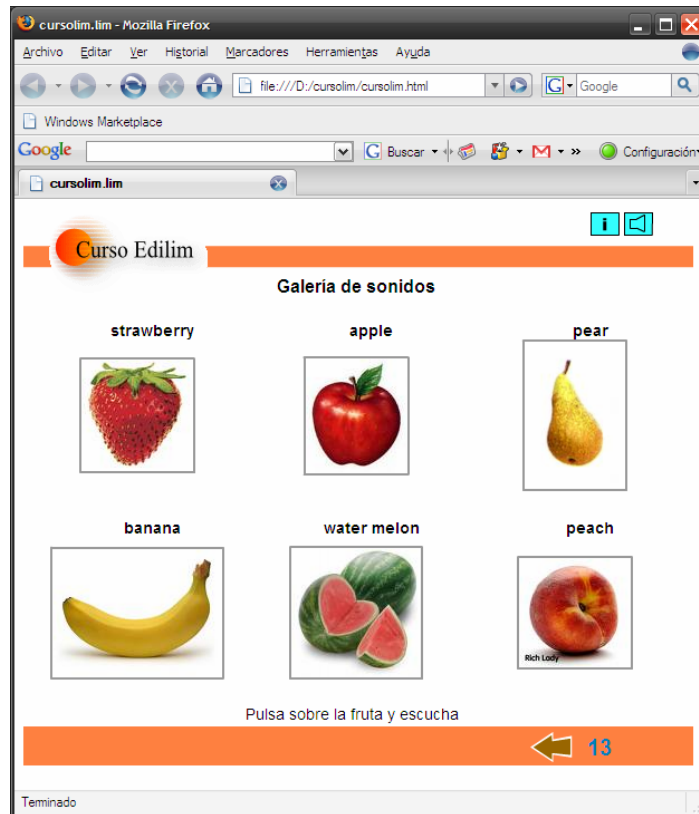 cursolim.lim - Mozilla Firefox
Archivo Editar Ver Historial Marcadores Herramientas Ayuda
file:///D:/cursolim/cursolim.html G Google
Windows Marketplace
Google G Buscar » Configuración
cursolim.lim
i
Curso Edilim
Galería de sonidos
strawberry apple pear
banana water melon peach
Rich Lady
Pulsa sobre la fruta y escucha
13
Terminado